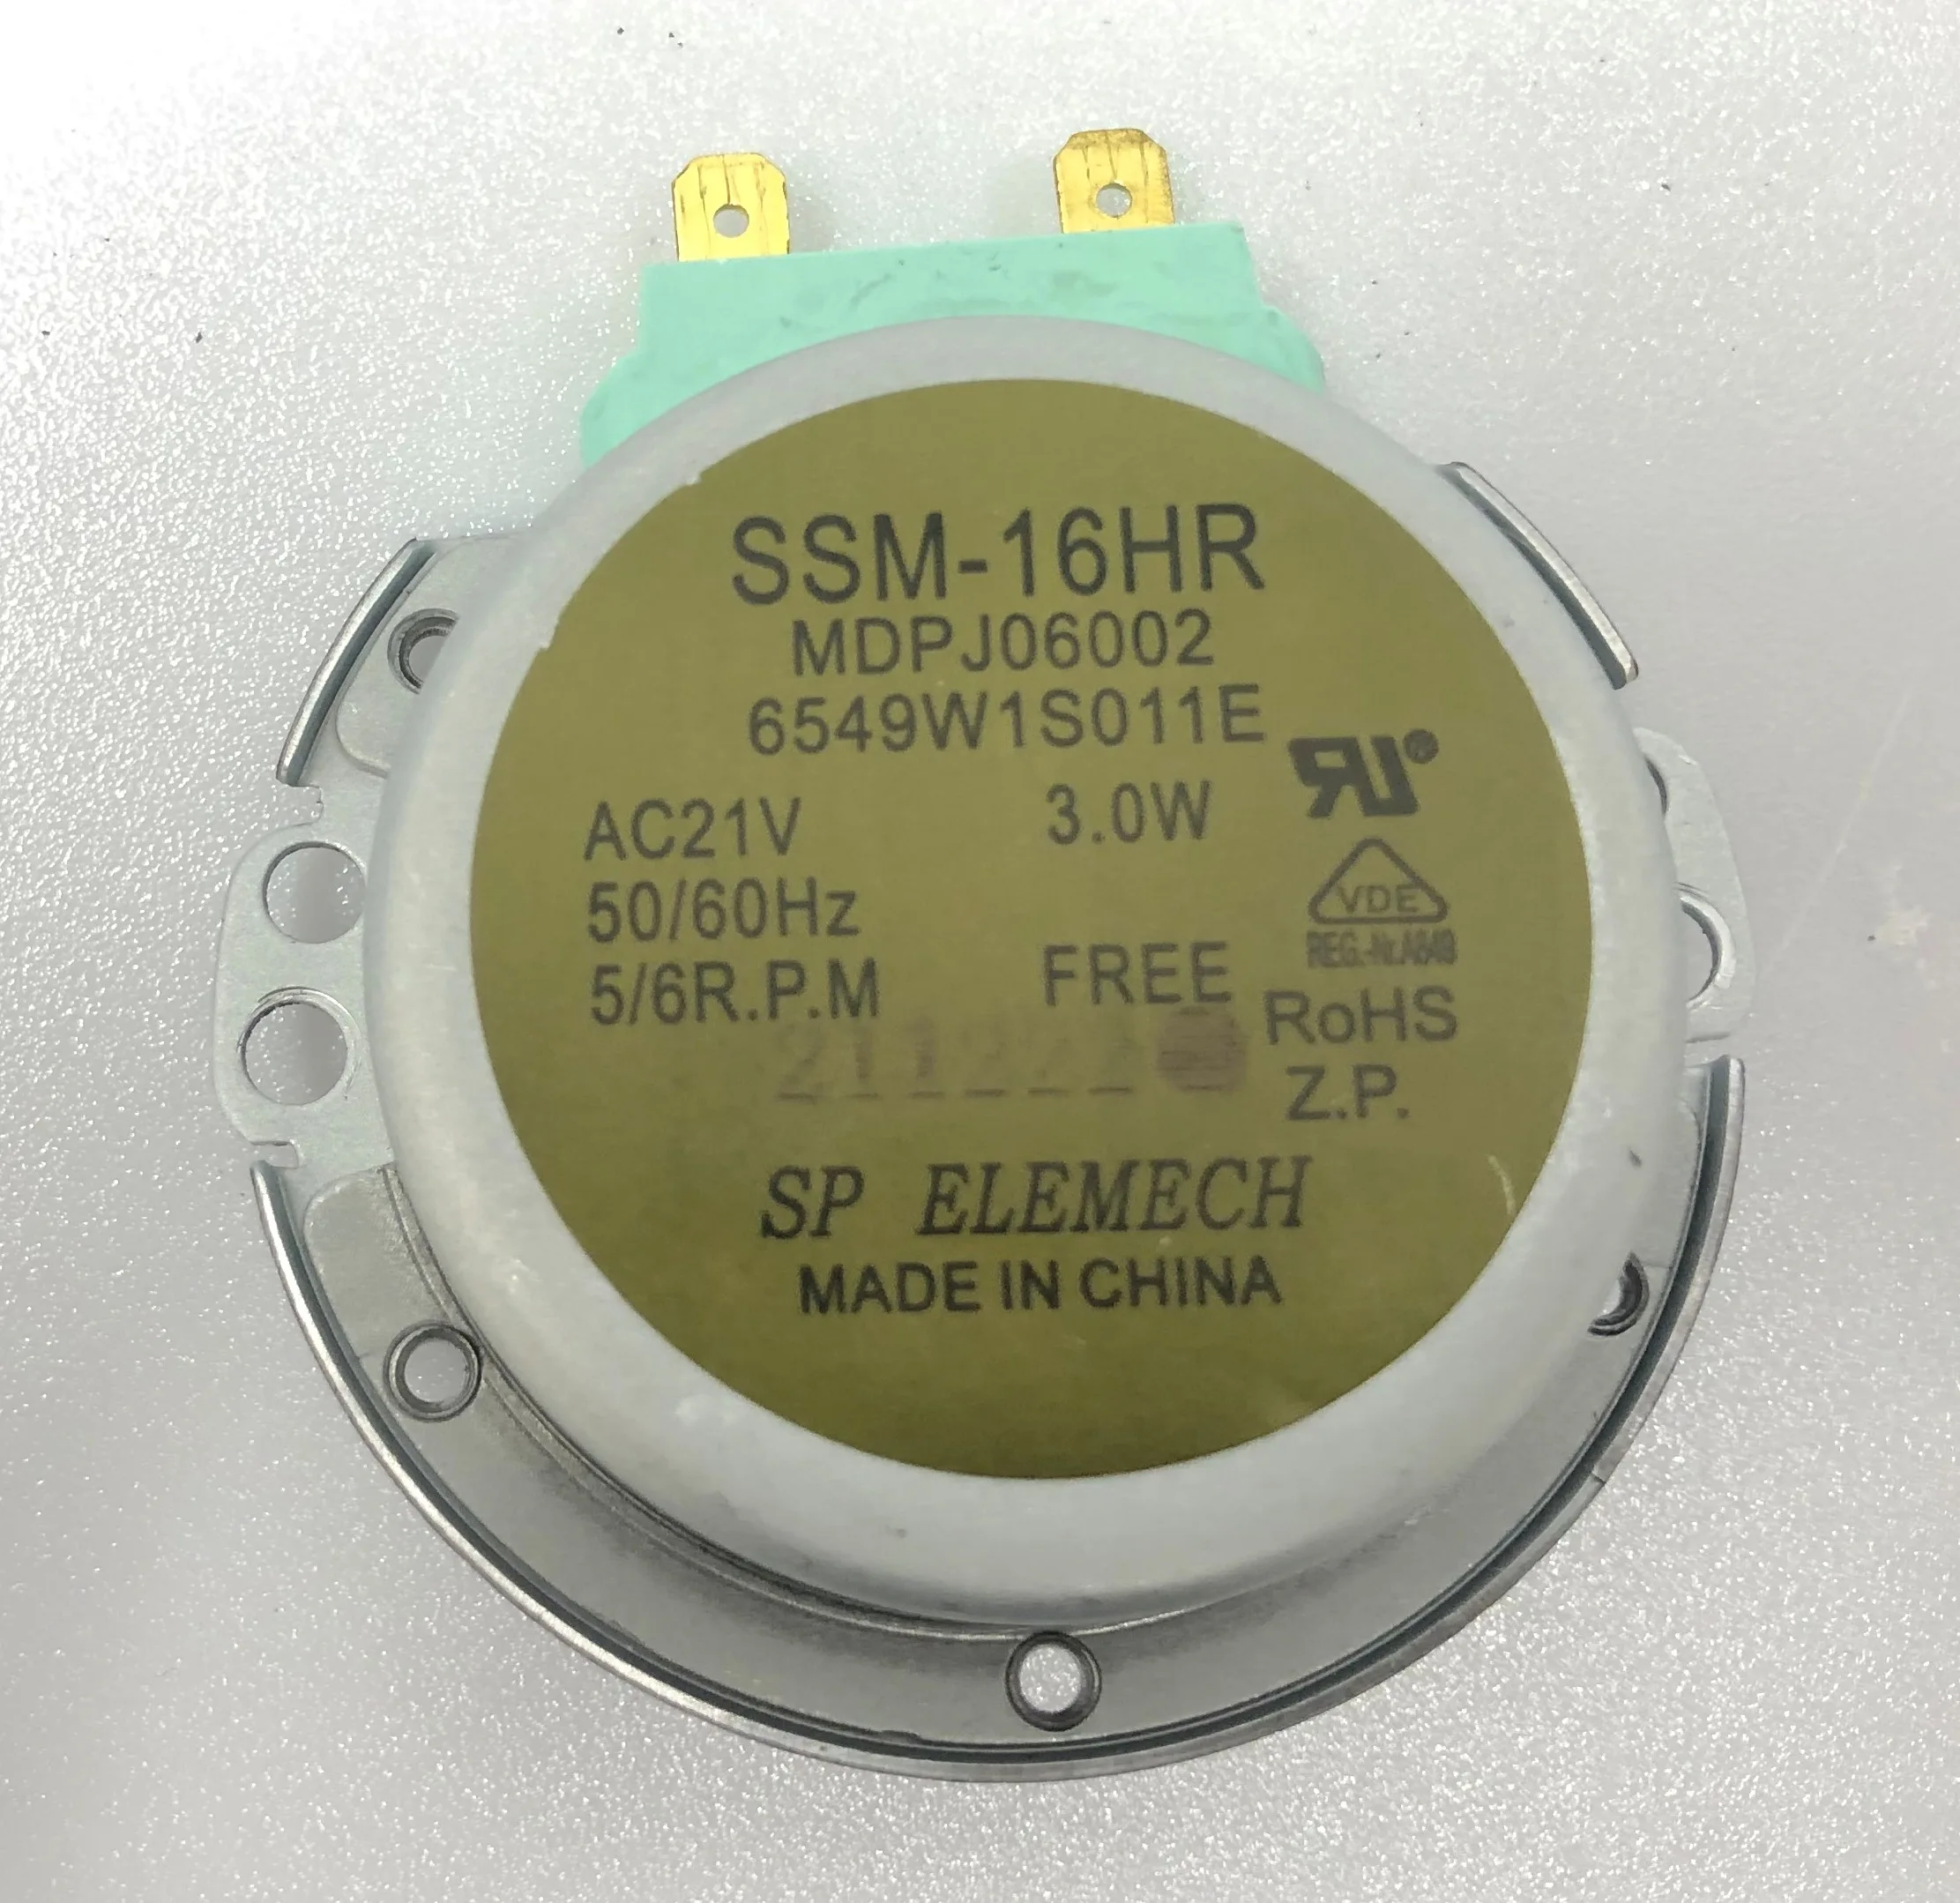 SSM-16HR
MDPJ06002
6549W1S011E
AC21V 3.0W
50/60Hz
VDE
5/6R.P.M FREE
RoHS
Z.P.
SP ELEMECH
MADE IN CHINA